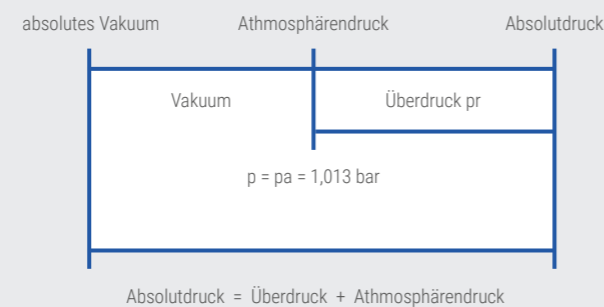 absolutes Vakuum Athmosphärendruck Absolutdruck
Vakuum Überdruck pr
p = pa = 1,013 bar
Absolutdruck = Überdruck + Athmosphärendruck